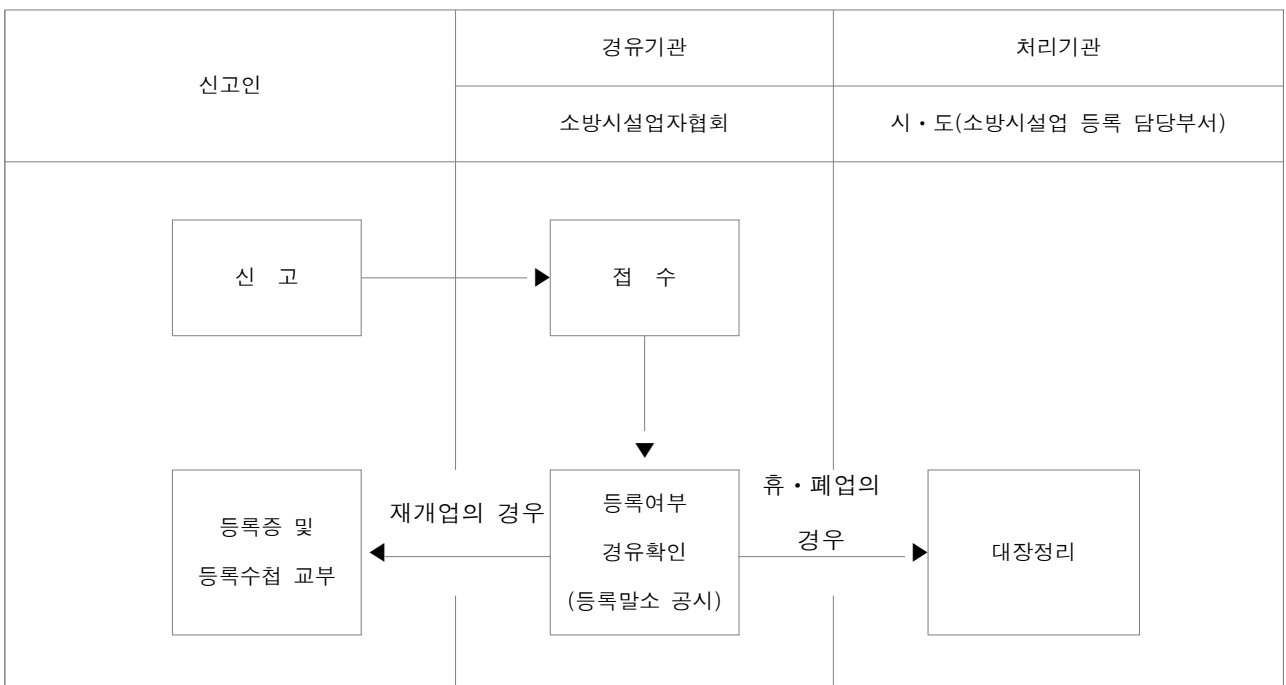 신고인
경유기관
처리기관
소방시설업자협회
시・도(소방시설업 등록 담당부서)
신 고
접 수
등록증 및
등록수첩 교부
재개업의 경우
등록여부
경유확인
(등록말소 공시)
휴・폐업의
경우
대장정리